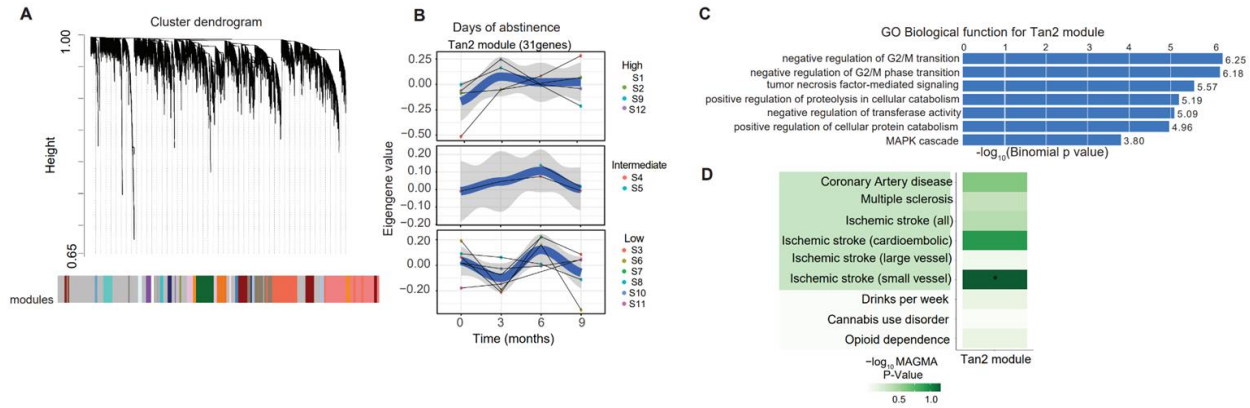 A
Cluster dendrogram
1.00
Height
0.65
modules
B
Days of abstinence
Tan2 module (31genes)
Eigengene value
0.25
0.00
−0.25
−0.50
High
S1
S2
S9
S12
0.20
0.10
0.00
−0.10
−0.20
Intermediate
S4
S5
0.20
0.00
−0.20
Low
S3
S6
S7
S8
S10
S11
0 3 6 9
Time (months)
C
GO Biological function for Tan2 module
0 1 2 3 4 5 6
negative regulation of G2/M transition 6.25
negative regulation of G2/M phase transition 6.18
tumor necrosis factor-mediated signaling 5.57
positive regulation of proteolysis in cellular catabolism 5.19
negative regulation of transferase activity 5.09
positive regulation of cellular protein catabolism 4.96
MAPK cascade 3.80
-log10(Binomial p value)
D
Coronary Artery disease
Multiple sclerosis
Ischemic stroke (all)
Ischemic stroke (cardioembolic)
Ischemic stroke (large vessel)
Ischemic stroke (small vessel)
Drinks per week
Cannabis use disorder
Opioid dependence
Tan2 module
−log10 MAGMA
P-Value
0.5 1.0